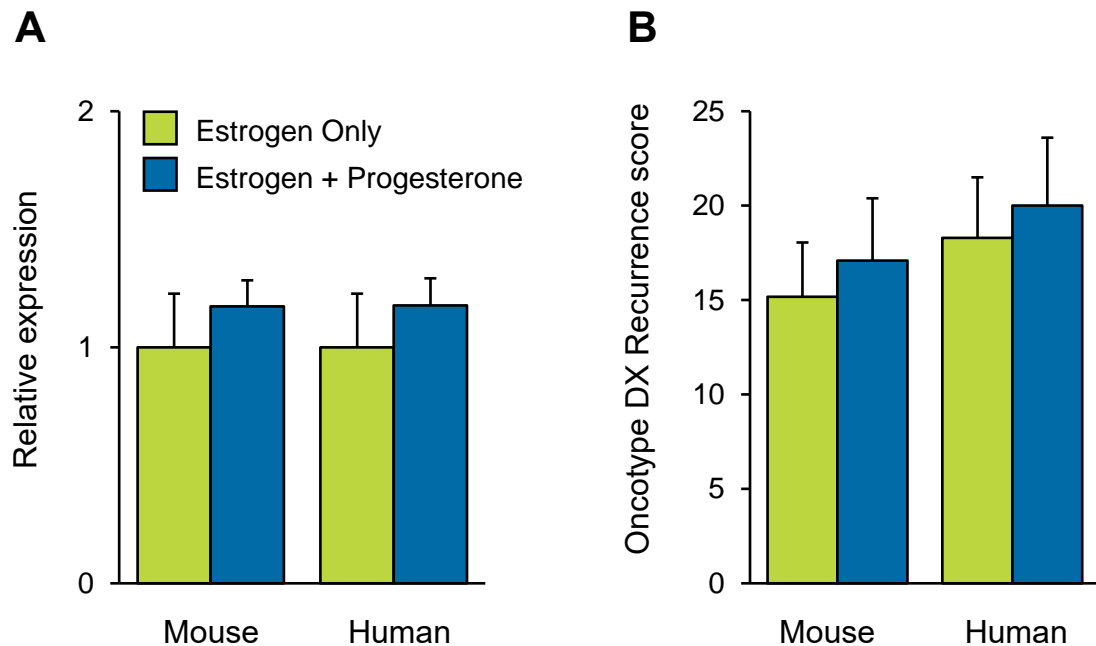 A
Relative expression
2
1
0
Estrogen Only
Estrogen + Progesterone
Mouse Human
B
Oncotype DX Recurrence score
25
20
15
10
5
0
Mouse Human